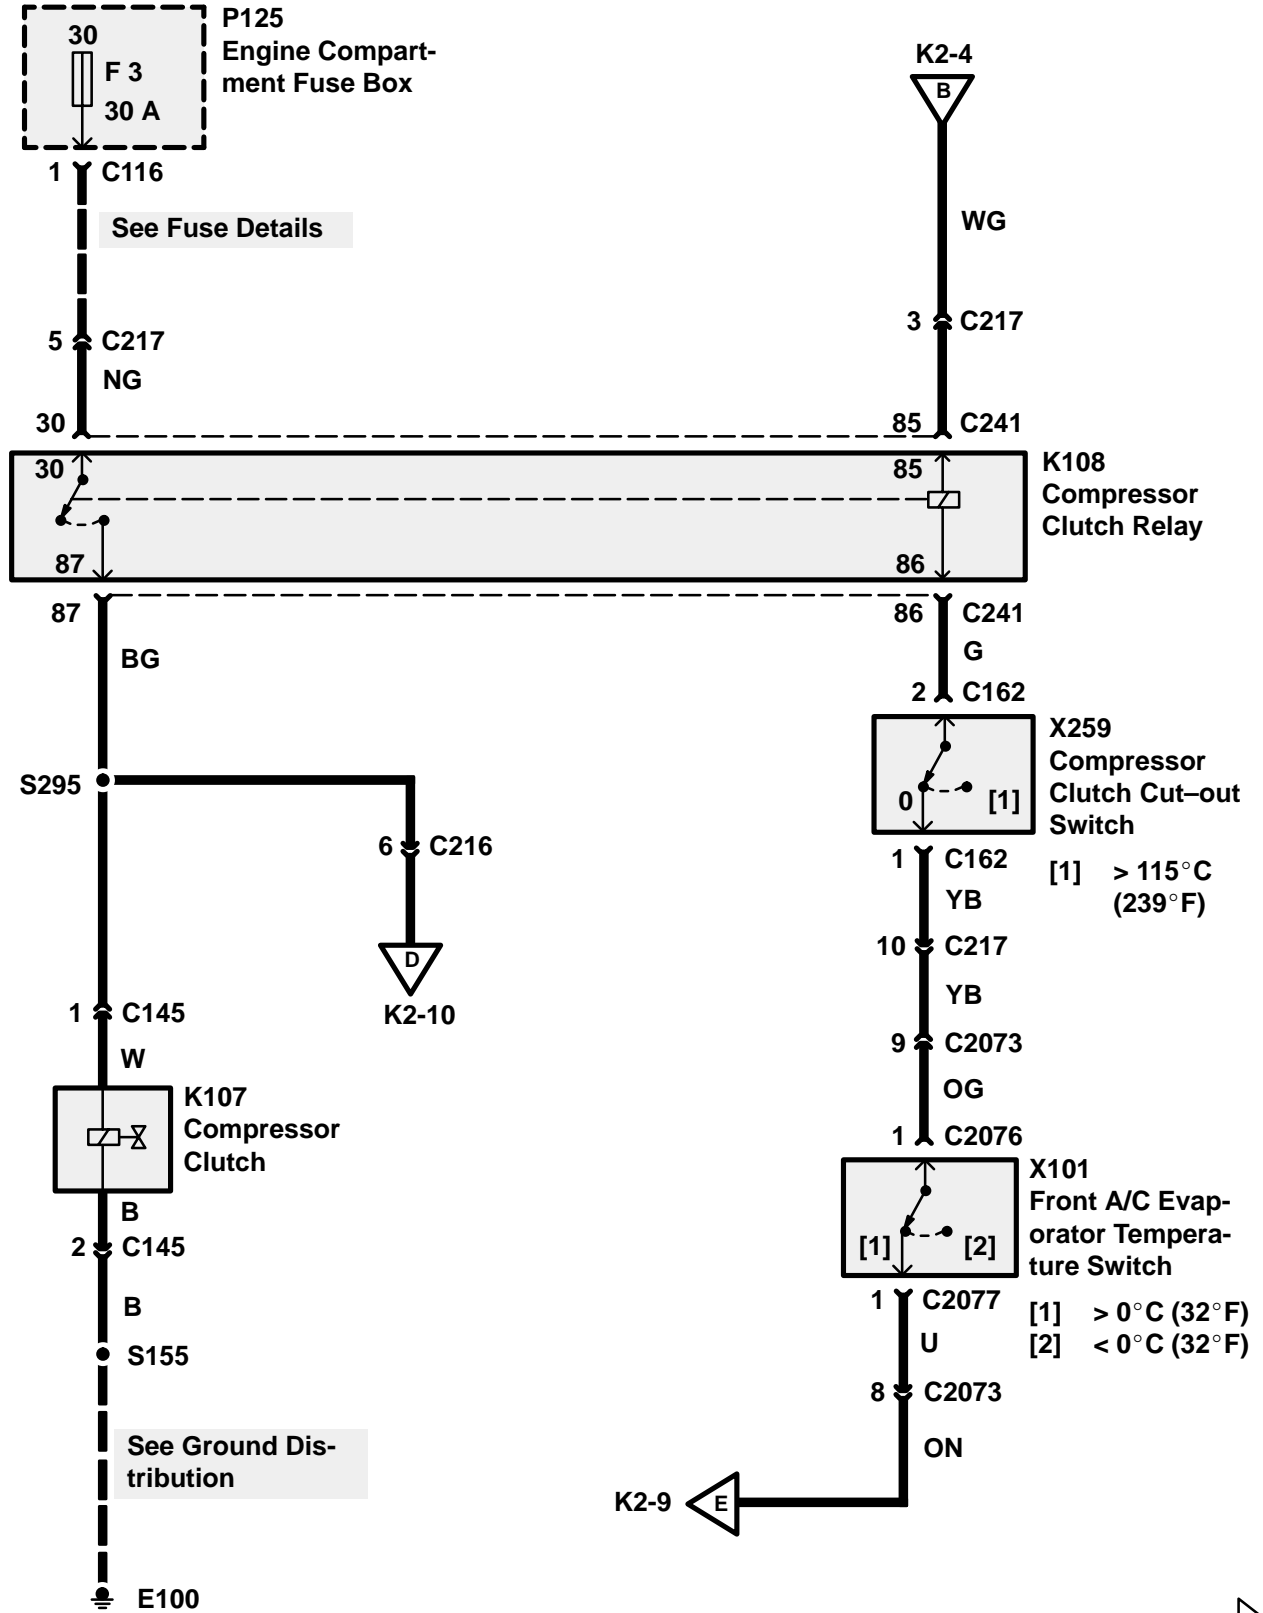 P125
Engine Compart-
ment Fuse Box
30
F 3
30 A
1 C116
See Fuse Details
5 C217
NG
30
K2-4
B
WG
3 C217
85 C241
30
85
87
86
K108
Compressor
Clutch Relay
87
BG
S295
6 C216
D
K2-10
1 C145
W
K107
Compressor
Clutch
B
2 C145
B
S155
See Ground Dis-
tribution
E100
86 C241
G
2 C162
0 [1]
X259
Compressor
Clutch Cut–out
Switch
[1] > 115°C
(239°F)
1 C162
YB
10 C217
YB
9 C2073
OG
1 C2076
[1] [2]
X101
Front A/C Evap-
orator Tempera-
ture Switch
[1] > 0°C (32°F)
[2] < 0°C (32°F)
1 C2077
U
8 C2073
ON
K2-9 E